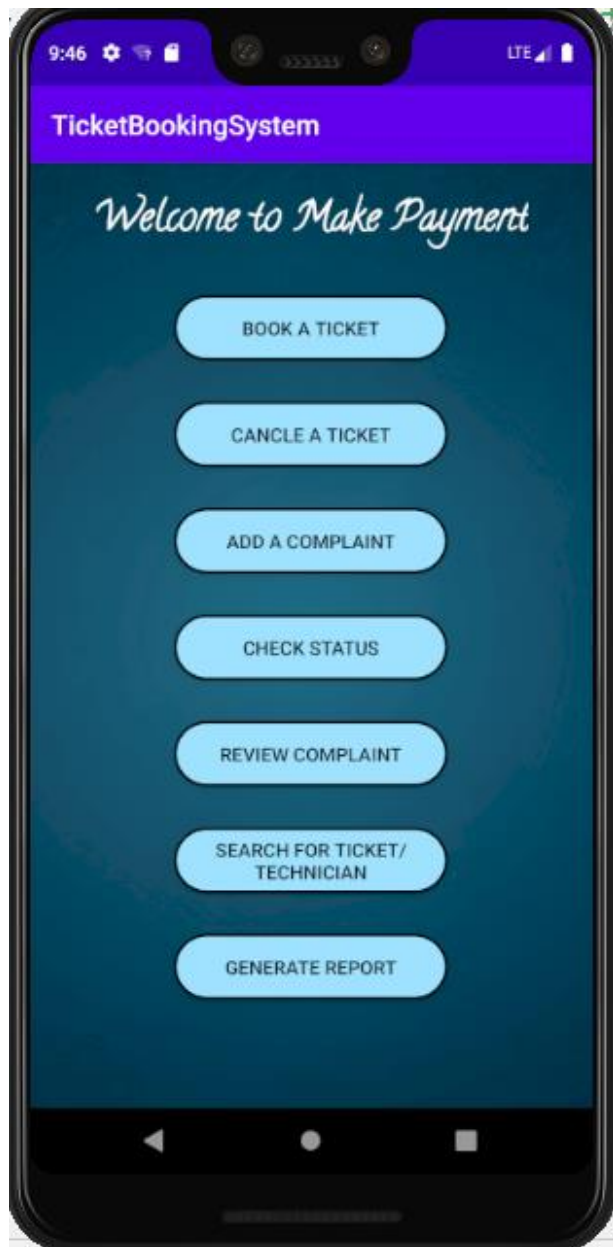 9:46 LTE
TicketBookingSystem
Welcome to Make Payment
BOOK A TICKET
CANCLE A TICKET
ADD A COMPLAINT
CHECK STATUS
REVIEW COMPLAINT
SEARCH FOR TICKET/
TECHNICIAN
GENERATE REPORT